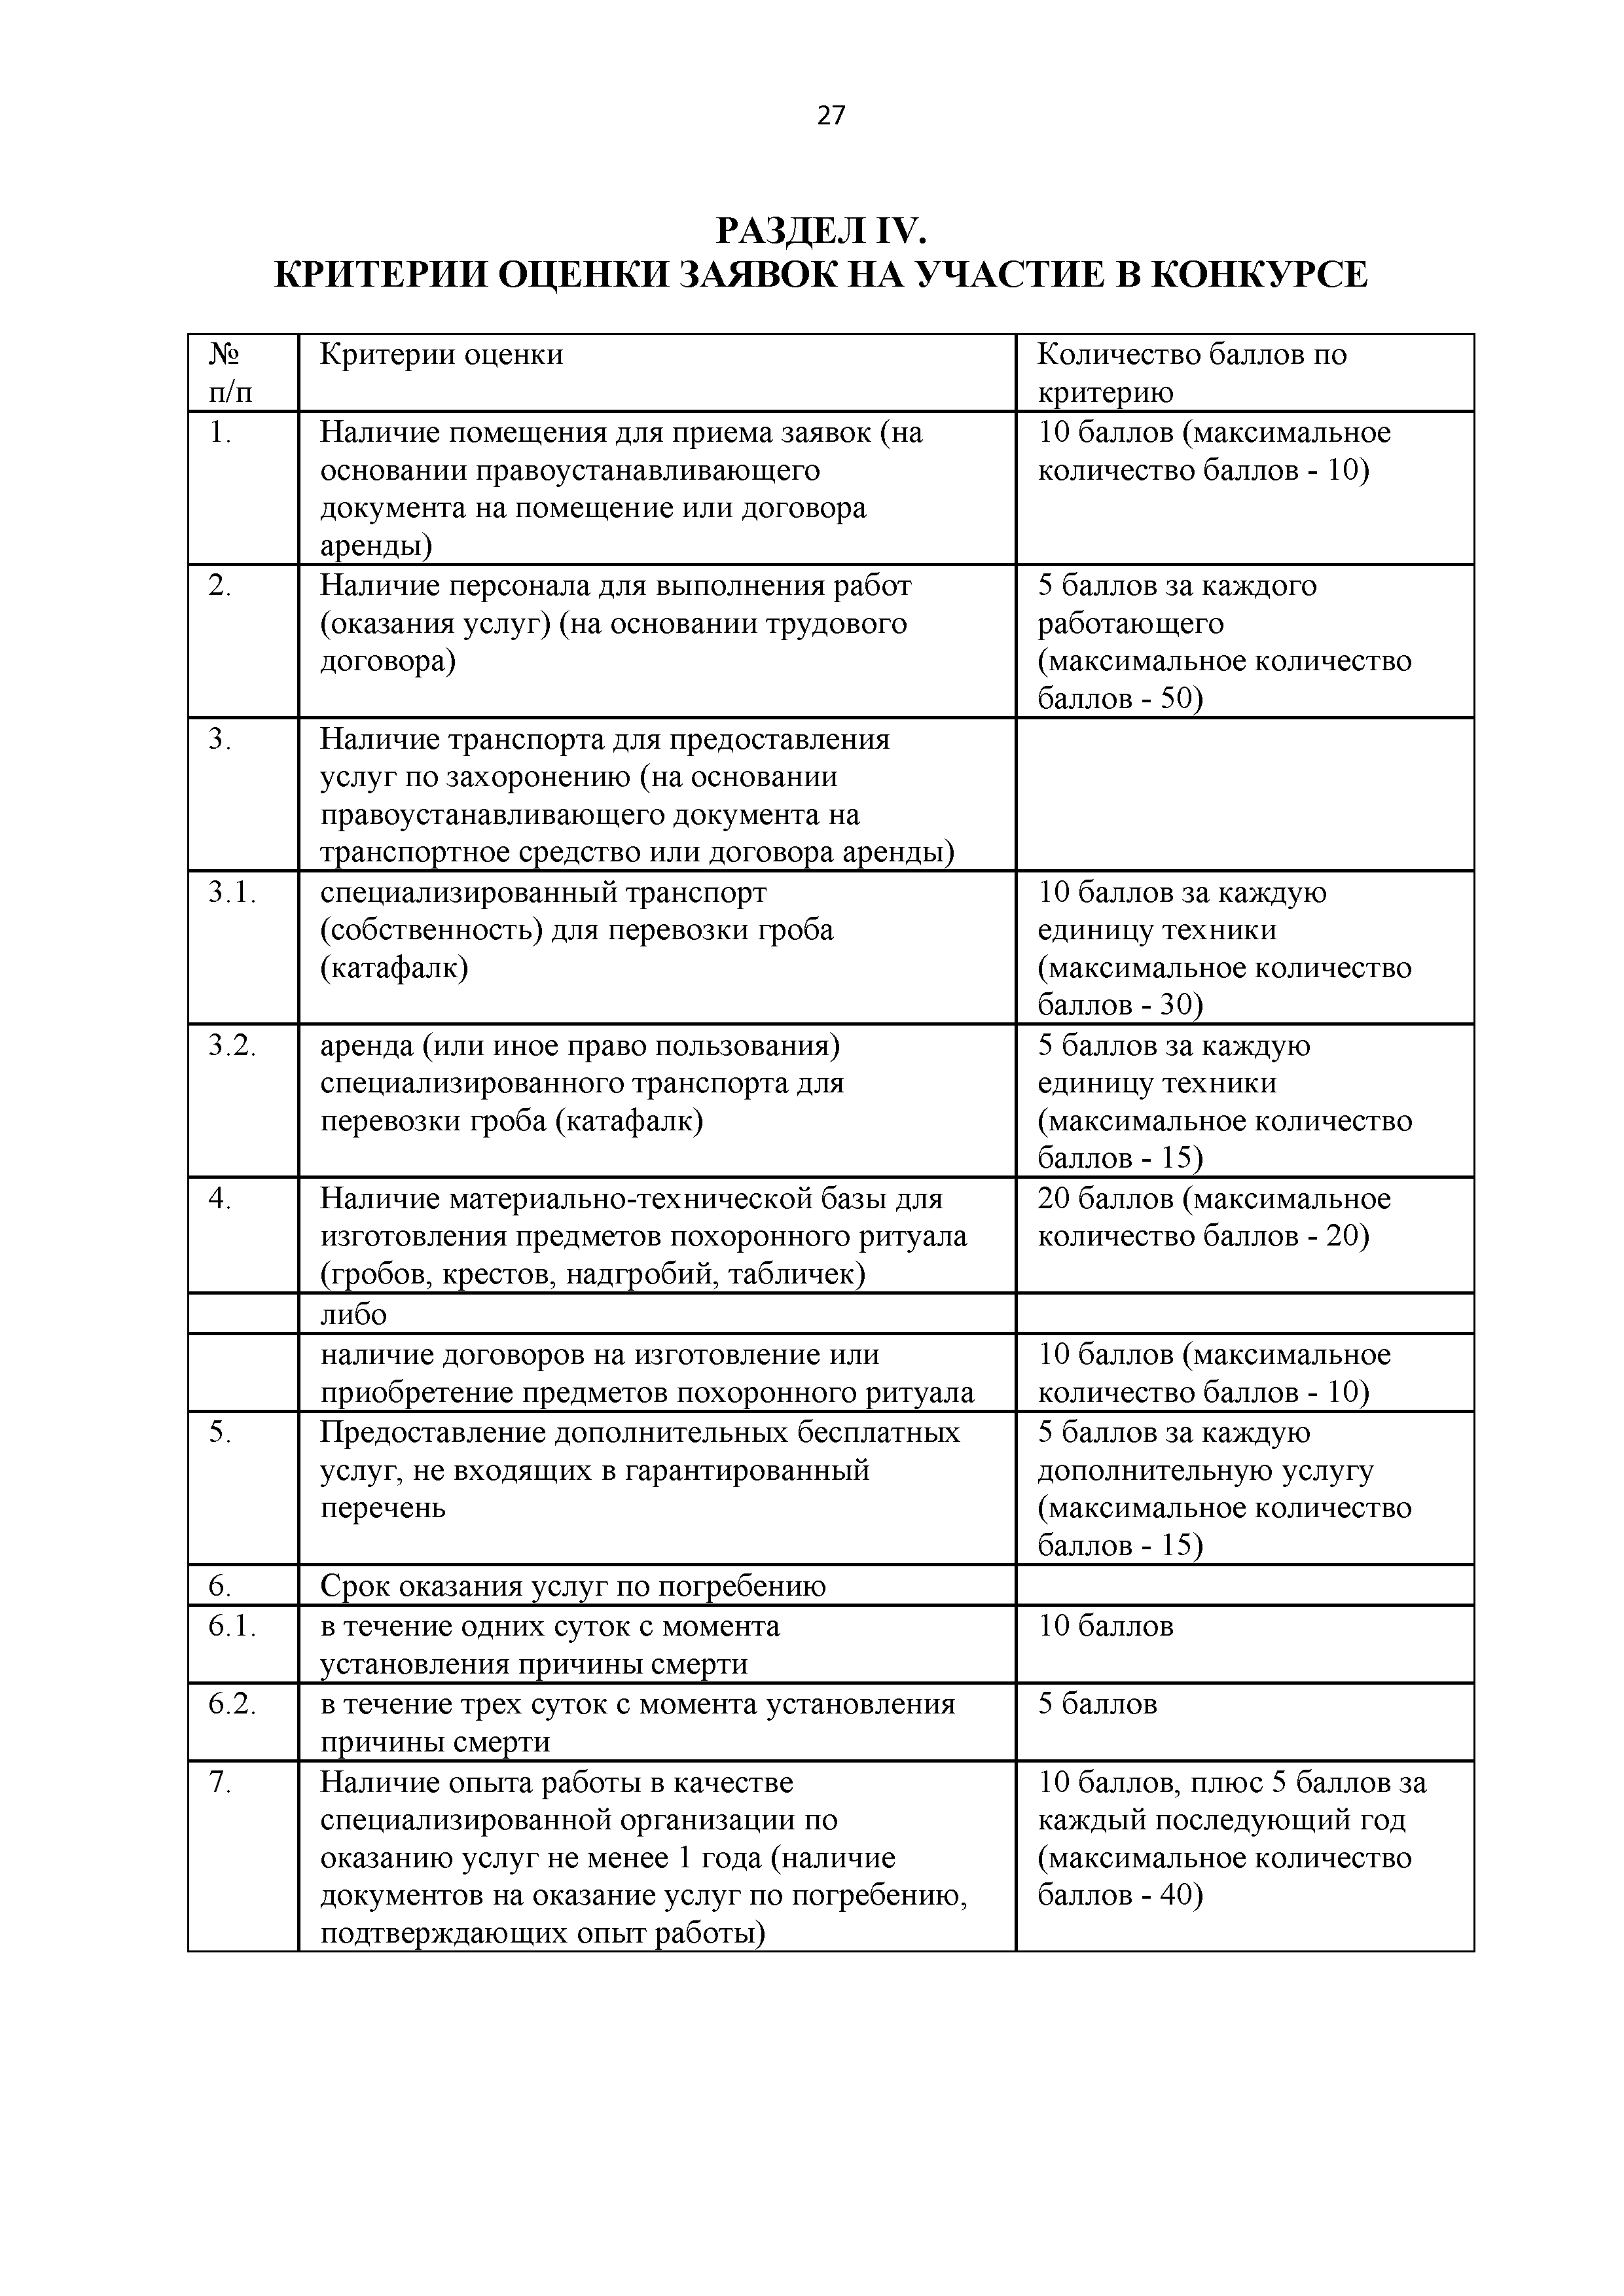 27
РАЗДЕЛ IV.
КРИТЕРИИ ОЦЕНКИ ЗАЯВОК НА УЧАСТИЕ В КОНКУРСЕ
№
п/п
Критерии оценки
Количество баллов по
критерию
1.
Наличие помещения для приема заявок (на
основании правоустанавливающего
документа на помещение или договора
аренды)
10 баллов (максимальное
количество баллов - 10)
2.
Наличие персонала для выполнения работ
(оказания услуг) (на основании трудового
договора)
5 баллов за каждого
работающего
(максимальное количество
баллов - 50)
3.
Наличие транспорта для предоставления
услуг по захоронению (на основании
правоустанавливающего документа на
транспортное средство или договора аренды)
3.1.
специализированный транспорт
(собственность) для перевозки гроба
(катафалк)
10 баллов за каждую
единицу техники
(максимальное количество
баллов - 30)
3.2.
аренда (или иное право пользования)
специализированного транспорта для
перевозки гроба (катафалк)
5 баллов за каждую
единицу техники
(максимальное количество
баллов - 15)
4.
Наличие материально-технической базы для
изготовления предметов похоронного ритуала
(гробов, крестов, надгробий, табличек)
20 баллов (максимальное
количество баллов - 20)
либо
наличие договоров на изготовление или
приобретение предметов похоронного ритуала
10 баллов (максимальное
количество баллов - 10)
5.
Предоставление дополнительных бесплатных
услуг, не входящих в гарантированный
перечень
5 баллов за каждую
дополнительную услугу
(максимальное количество
баллов - 15)
6.
Срок оказания услуг по погребению
6.1.
в течение одних суток с момента
установления причины смерти
10 баллов
6.2.
в течение трех суток с момента установления
причины смерти
5 баллов
7.
Наличие опыта работы в качестве
специализированной организации по
оказанию услуг не менее 1 года (наличие
документов на оказание услуг по погребению,
подтверждающих опыт работы)
10 баллов, плюс 5 баллов за
каждый последующий год
(максимальное количество
баллов - 40)